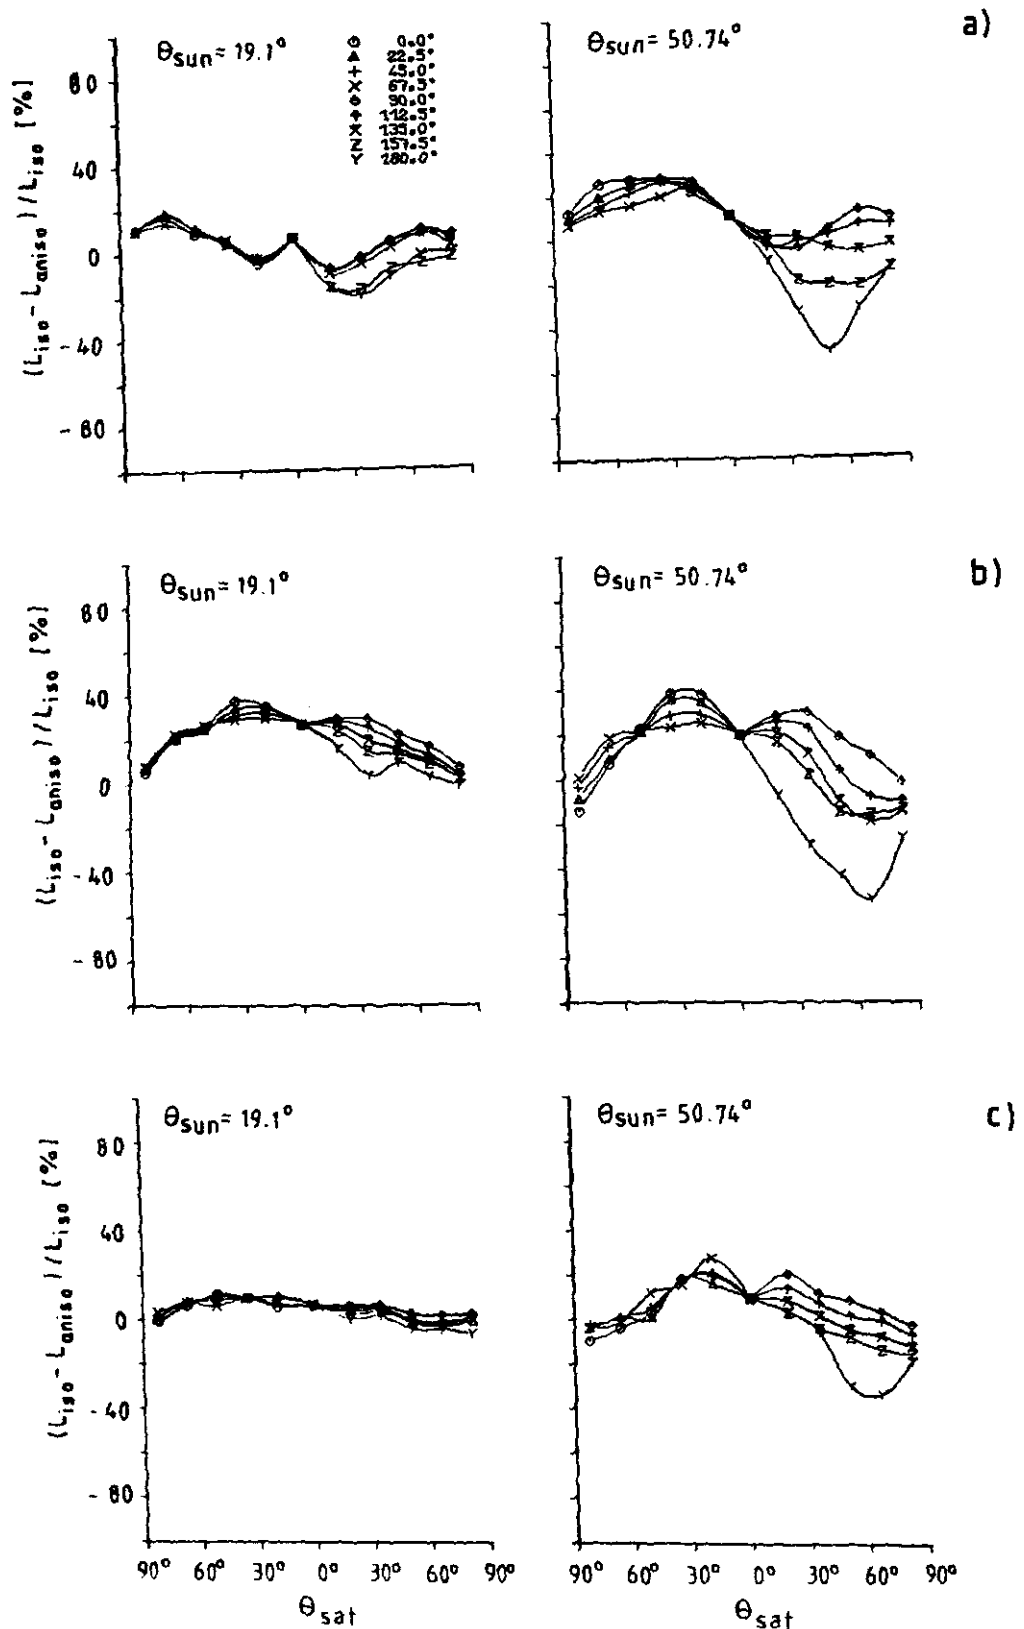 a)
Θsun= 19.1°
Θsun= 50.74°
0.0°
22.5°
45.0°
67.5°
90.0°
112.5°
135.0°
157.5°
180.0°
(Liso - Laniso)/Liso [%]
80
40
0
-40
-80
b)
Θsun= 19.1°
Θsun= 50.74°
(Liso - Laniso)/Liso [%]
80
40
0
-40
-80
c)
Θsun= 19.1°
Θsun= 50.74°
(Liso - Laniso)/Liso [%]
80
40
0
-40
-80
90° 60° 30° 0° 30° 60°
90° 60° 30° 0° 30° 60° 90°
Θsat
Θsat